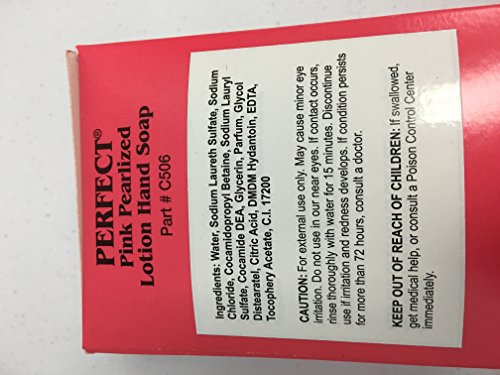 PERFECT®
Pink Pearlized
Lotion Hand Soap
Part # C506
Ingredients: Water, Sodium Laureth Sulfate, Sodium
Chloride, Cocamidopropyl Betaine, Sodium Lauryl
Sulfate, Cocamide DEA, Glycerin, Parfum, Glycol
Distearatel, Citric Acid, DMDM Hydantoin, EDTA,
Tocophery Acetate, C.I. 17200
CAUTION: For external use only. May cause minor eye
irritation. Do not use in our near eyes. If contact occurs,
rinse thoroughly with water for 15 minutes. Discontinue
use if irritation and redness develops. If condition persists
for more than 72 hours, consult a doctor.
KEEP OUT OF REACH OF CHILDREN: If swallowed,
get medical help, or consult a Poison Control Center
immediately.